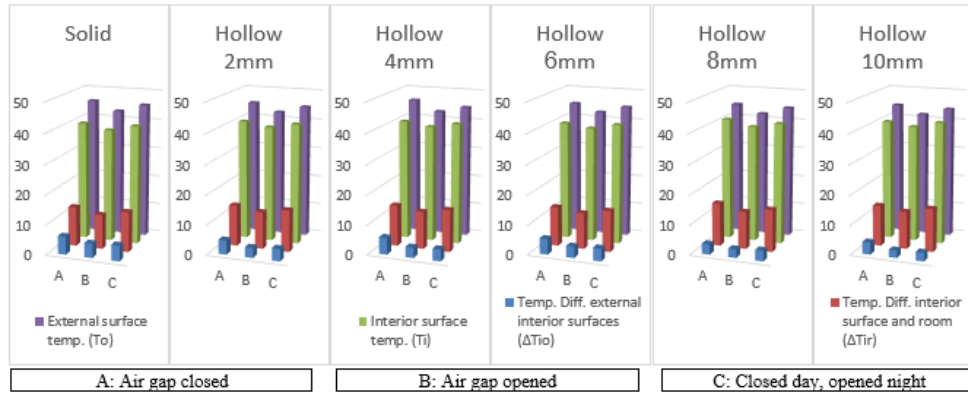 Solid
Hollow
2mm
Hollow
4mm
Hollow
6mm
Hollow
8mm
Hollow
10mm
50
40
30
20
10
0
A
B
C
50
40
30
20
10
0
A
B
C
50
40
30
20
10
0
A
B
C
50
40
30
20
10
0
A
B
C
50
40
30
20
10
0
A
B
C
50
40
30
20
10
0
A
B
C
External surface
temp. (To)
Interior surface
temp. (Ti)
Temp. Diff. external
interior surfaces
(ΔTio)
Temp. Diff. interior
surface and room
(ΔTir)
A: Air gap closed
B: Air gap opened
C: Closed day, opened night